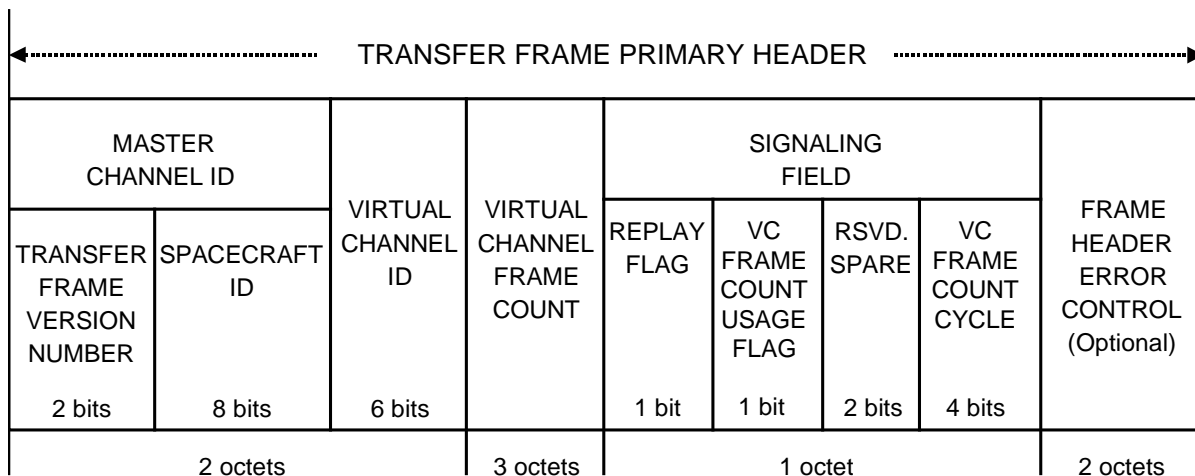 TRANSFER FRAME PRIMARY HEADER
MASTER
CHANNEL ID
TRANSFER
FRAME
VERSION
NUMBER
2 bits
SPACECRAFT
ID
8 bits
VIRTUAL
CHANNEL
ID
6 bits
2 octets
VIRTUAL
CHANNEL
FRAME
COUNT
3 octets
SIGNALING
FIELD
REPLAY
FLAG
1 bit
VC
FRAME
COUNT
USAGE
FLAG
1 bit
RSVD.
SPARE
2 bits
VC
FRAME
COUNT
CYCLE
4 bits
1 octet
FRAME
HEADER
ERROR
CONTROL
(Optional)
2 octets